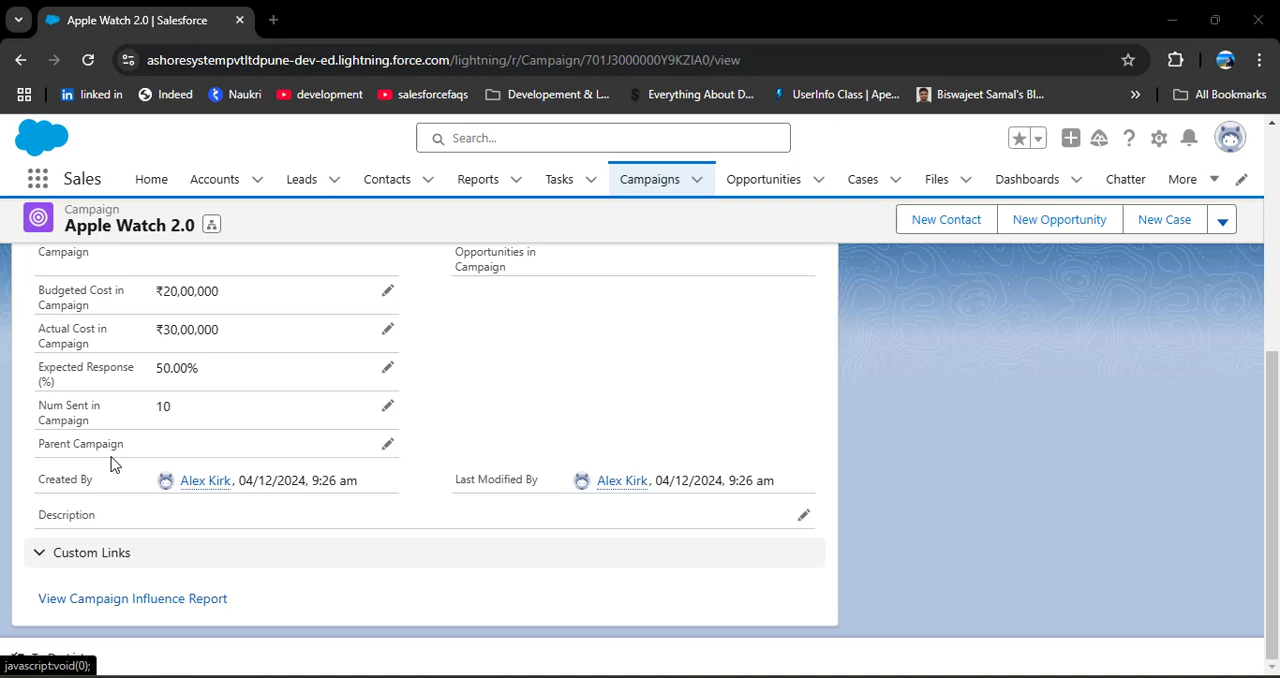 Apple Watch 2.0 | Salesforce
ashoresystempvtltdpune-dev-ed.lightning.force.com/lightning/r/Campaign/701J3000000Y9KZIA0/view
linked in Indeed Naukri development salesforcefaqs Developement & L... Everything About D... UserInfo Class | Ape... Biswajeet Samal's Bl... » All Bookmarks
Search...
Sales Home Accounts Leads Contacts Reports Tasks Campaigns Opportunities Cases Files Dashboards Chatter More
Campaign
Apple Watch 2.0
New Contact New Opportunity New Case
Campaign
Opportunities in
Campaign
Budgeted Cost in
Campaign
₹20,00,000
Actual Cost in
Campaign
₹30,00,000
Expected Response
(%)
50.00%
Num Sent in
Campaign
10
Parent Campaign
Created By Alex Kirk, 04/12/2024, 9:26 am
Last Modified By Alex Kirk, 04/12/2024, 9:26 am
Description
Custom Links
View Campaign Influence Report
javascript:void(0);